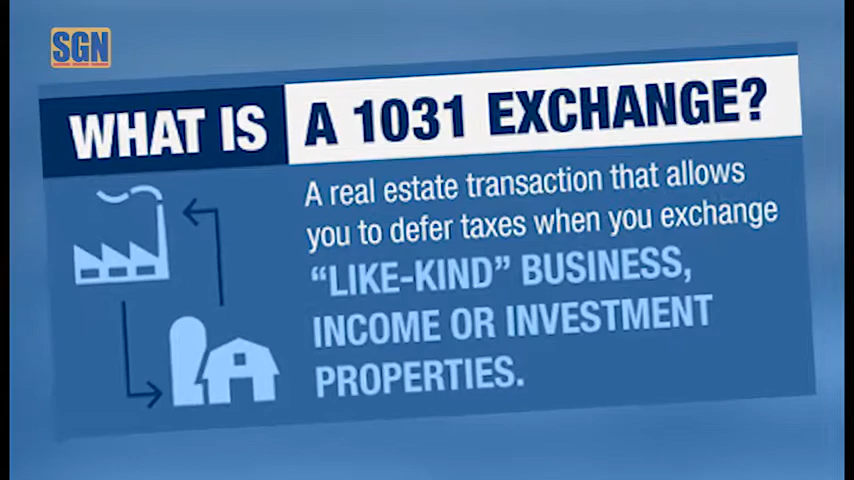 SGN
WHAT IS A 1031 EXCHANGE?
A real estate transaction that allows
you to defer taxes when you exchange
“LIKE-KIND” BUSINESS,
INCOME OR INVESTMENT
PROPERTIES.